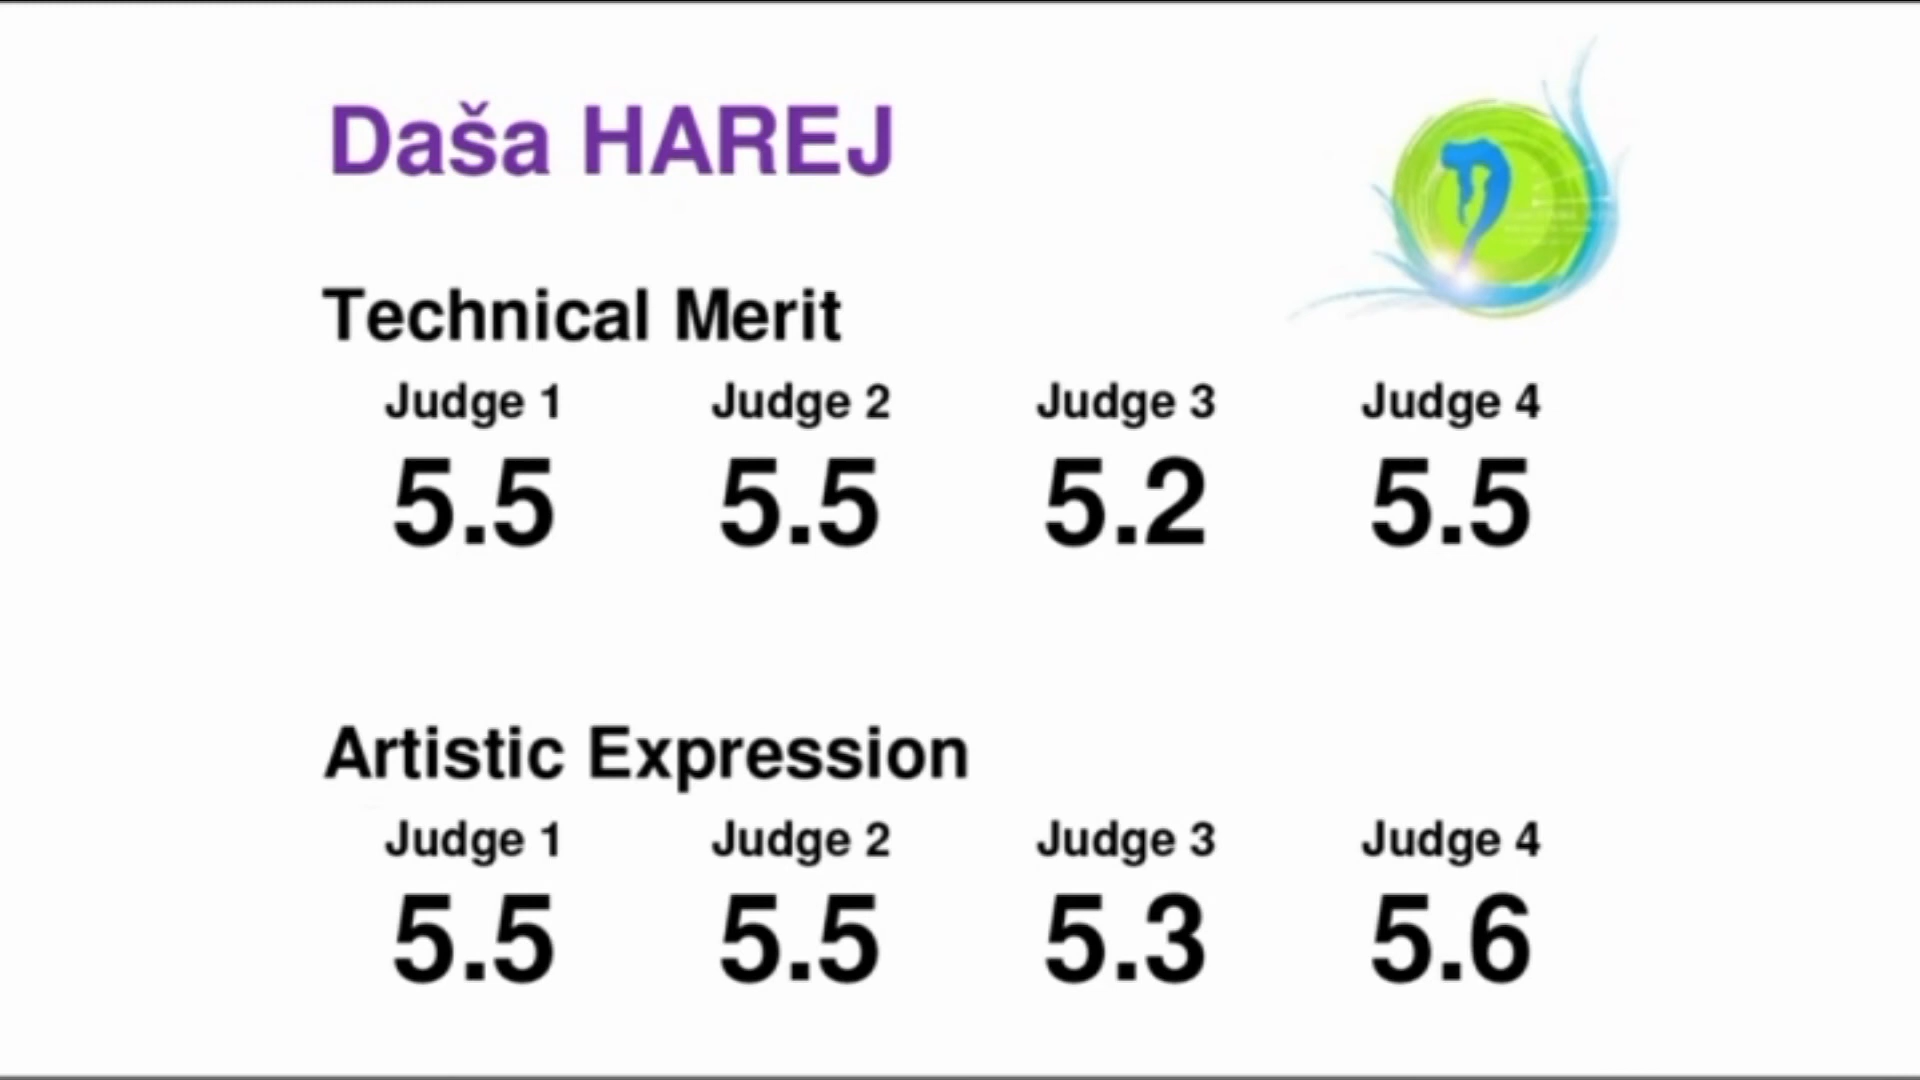 Daša HAREJ
Technical Merit
Judge 1 Judge 2 Judge 3 Judge 4
5.5 5.5 5.2 5.5
Artistic Expression
Judge 1 Judge 2 Judge 3 Judge 4
5.5 5.5 5.3 5.6